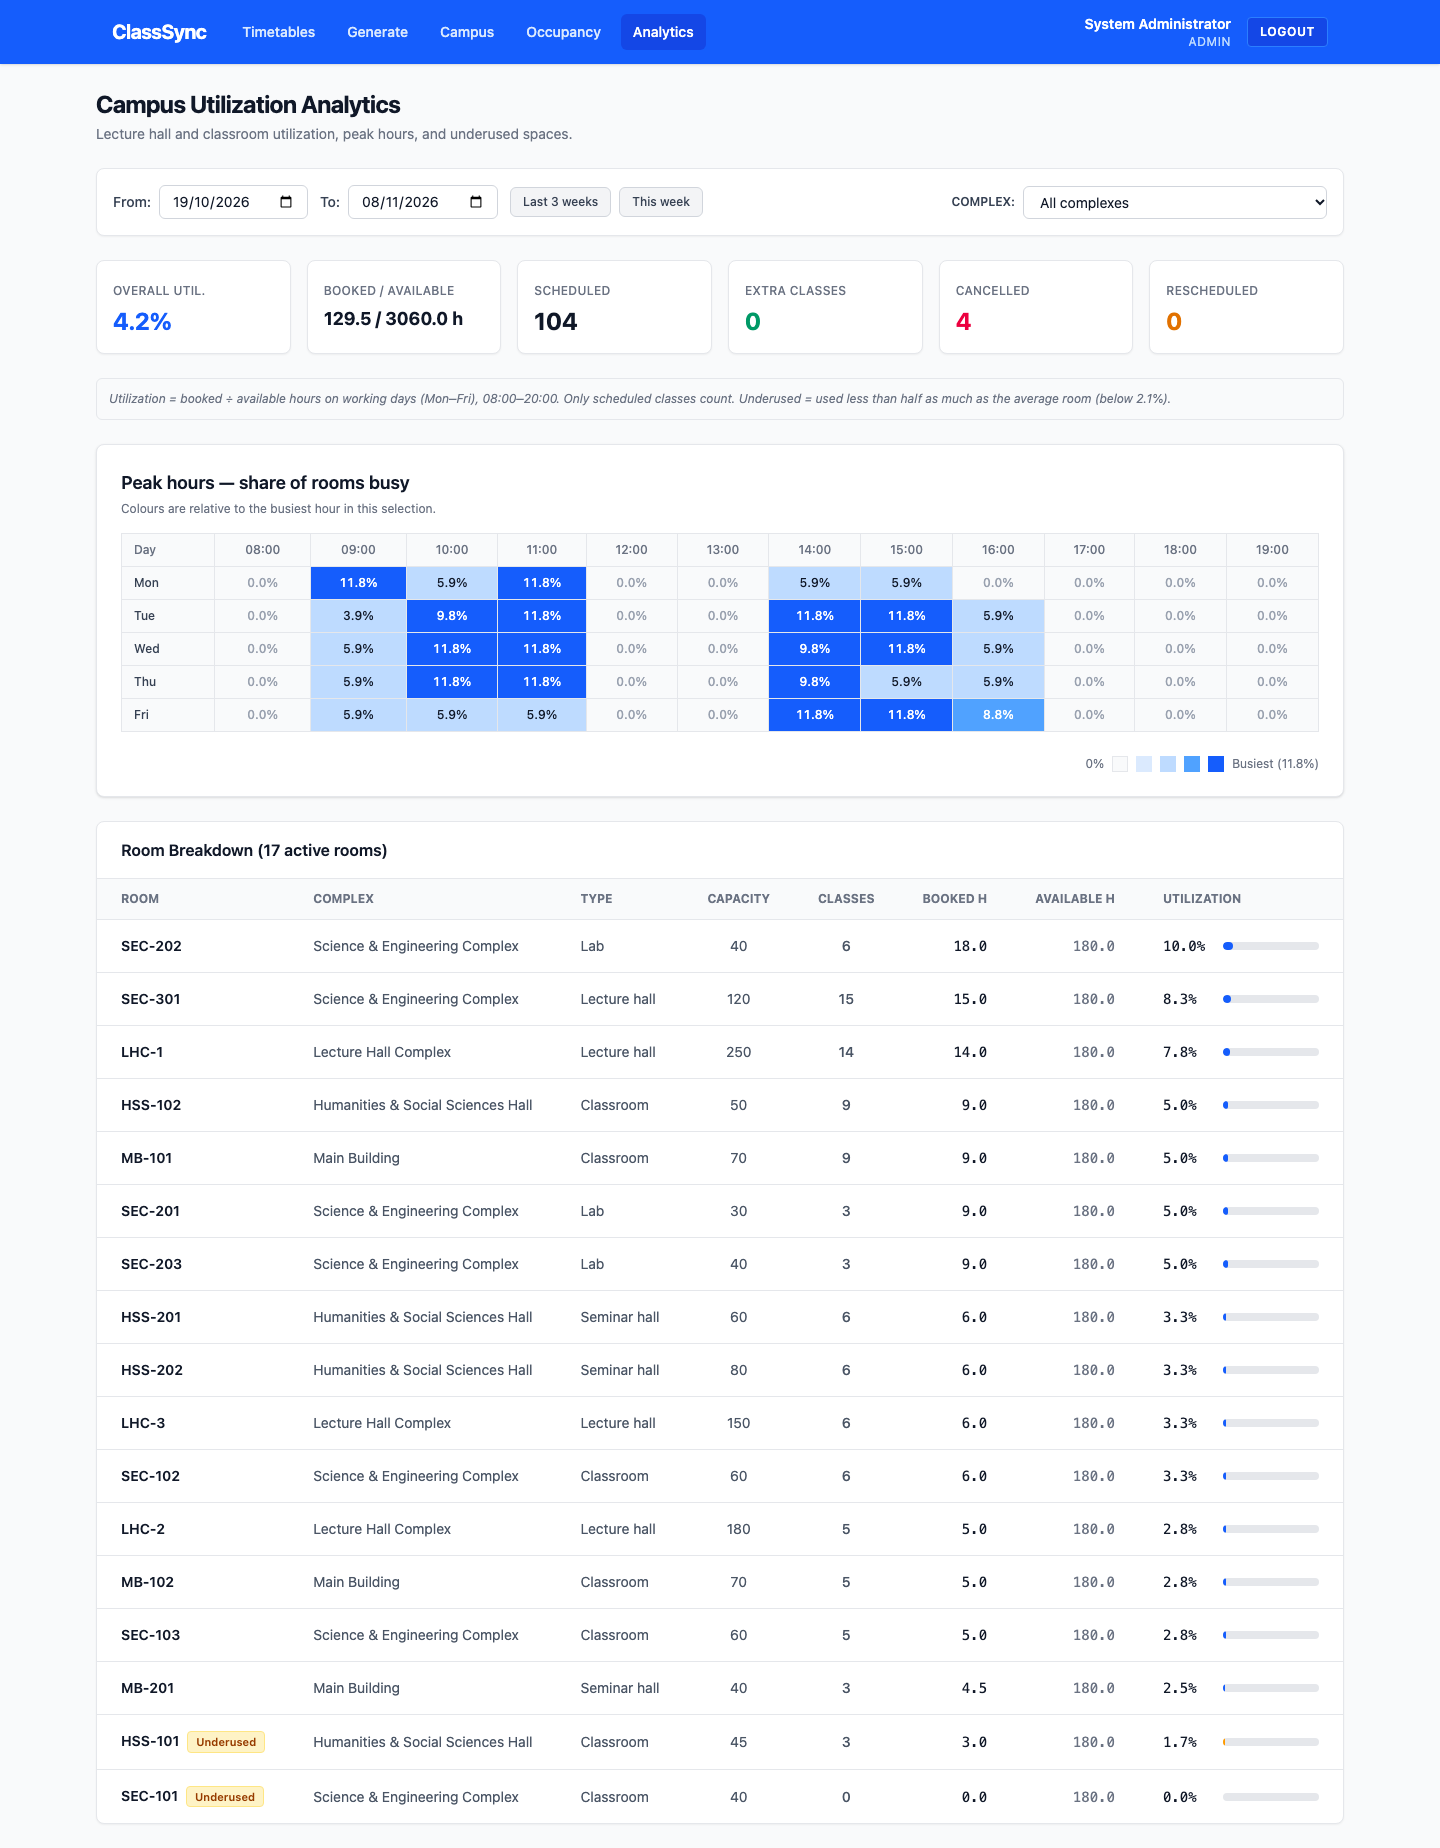 ClassSync Timetables Generate Campus Occupancy Analytics System Administrator ADMIN LOGOUT
Campus Utilization Analytics
Lecture hall and classroom utilization, peak hours, and underused spaces.
From: 19/10/2026 To: 08/11/2026 Last 3 weeks This week COMPLEX: All complexes
OVERALL UTIL. BOOKED / AVAILABLE SCHEDULED EXTRA CLASSES CANCELLED RESCHEDULED
4.2% 129.5 / 3060.0 h 104 0 4 0
Utilization = booked ÷ available hours on working days (Mon–Fri), 08:00–20:00. Only scheduled classes count. Underused = used less than half as much as the average room (below 2.1%).
Peak hours — share of rooms busy
Colours are relative to the busiest hour in this selection.
Day 08:00 09:00 10:00 11:00 12:00 13:00 14:00 15:00 16:00 17:00 18:00 19:00
Mon 0.0% 11.8% 5.9% 11.8% 0.0% 0.0% 5.9% 5.9% 0.0% 0.0% 0.0% 0.0%
Tue 0.0% 3.9% 9.8% 11.8% 0.0% 0.0% 11.8% 11.8% 5.9% 0.0% 0.0% 0.0%
Wed 0.0% 5.9% 11.8% 11.8% 0.0% 0.0% 9.8% 11.8% 5.9% 0.0% 0.0% 0.0%
Thu 0.0% 5.9% 11.8% 11.8% 0.0% 0.0% 9.8% 5.9% 5.9% 0.0% 0.0% 0.0%
Fri 0.0% 5.9% 5.9% 5.9% 0.0% 0.0% 11.8% 11.8% 8.8% 0.0% 0.0% 0.0%
0% Busiest (11.8%)
Room Breakdown (17 active rooms)
ROOM COMPLEX TYPE CAPACITY CLASSES BOOKED H AVAILABLE H UTILIZATION
SEC-202 Science & Engineering Complex Lab 40 6 18.0 180.0 10.0%
SEC-301 Science & Engineering Complex Lecture hall 120 15 15.0 180.0 8.3%
LHC-1 Lecture Hall Complex Lecture hall 250 14 14.0 180.0 7.8%
HSS-102 Humanities & Social Sciences Hall Classroom 50 9 9.0 180.0 5.0%
MB-101 Main Building Classroom 70 9 9.0 180.0 5.0%
SEC-201 Science & Engineering Complex Lab 30 3 9.0 180.0 5.0%
SEC-203 Science & Engineering Complex Lab 40 3 9.0 180.0 5.0%
HSS-201 Humanities & Social Sciences Hall Seminar hall 60 6 6.0 180.0 3.3%
HSS-202 Humanities & Social Sciences Hall Seminar hall 80 6 6.0 180.0 3.3%
LHC-3 Lecture Hall Complex Lecture hall 150 6 6.0 180.0 3.3%
SEC-102 Science & Engineering Complex Classroom 60 6 6.0 180.0 3.3%
LHC-2 Lecture Hall Complex Lecture hall 180 5 5.0 180.0 2.8%
MB-102 Main Building Classroom 70 5 5.0 180.0 2.8%
SEC-103 Science & Engineering Complex Classroom 60 5 5.0 180.0 2.8%
MB-201 Main Building Seminar hall 40 3 4.5 180.0 2.5%
HSS-101 Underused Humanities & Social Sciences Hall Classroom 45 3 3.0 180.0 1.7%
SEC-101 Underused Science & Engineering Complex Classroom 40 0 0.0 180.0 0.0%